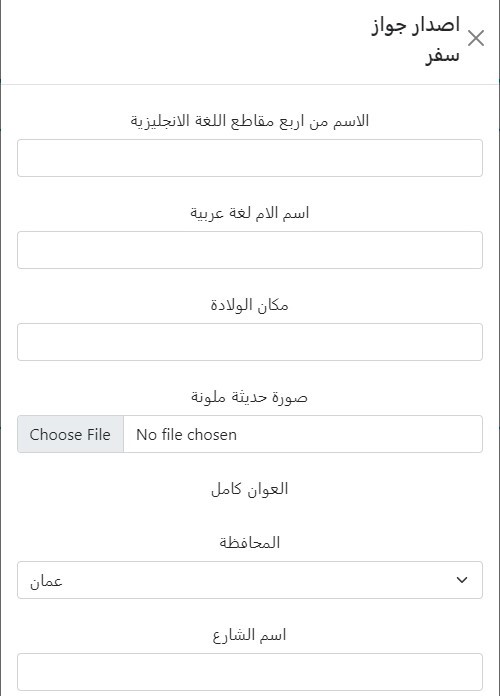 اصدار جواز
سفر
الاسم من اربع مقاطع اللغة الانجليزية
اسم الام لغة عربية
مكان الولادة
صورة حديثة ملونة
Choose File No file chosen
العوان كامل
المحافظة
عمان
اسم الشارع